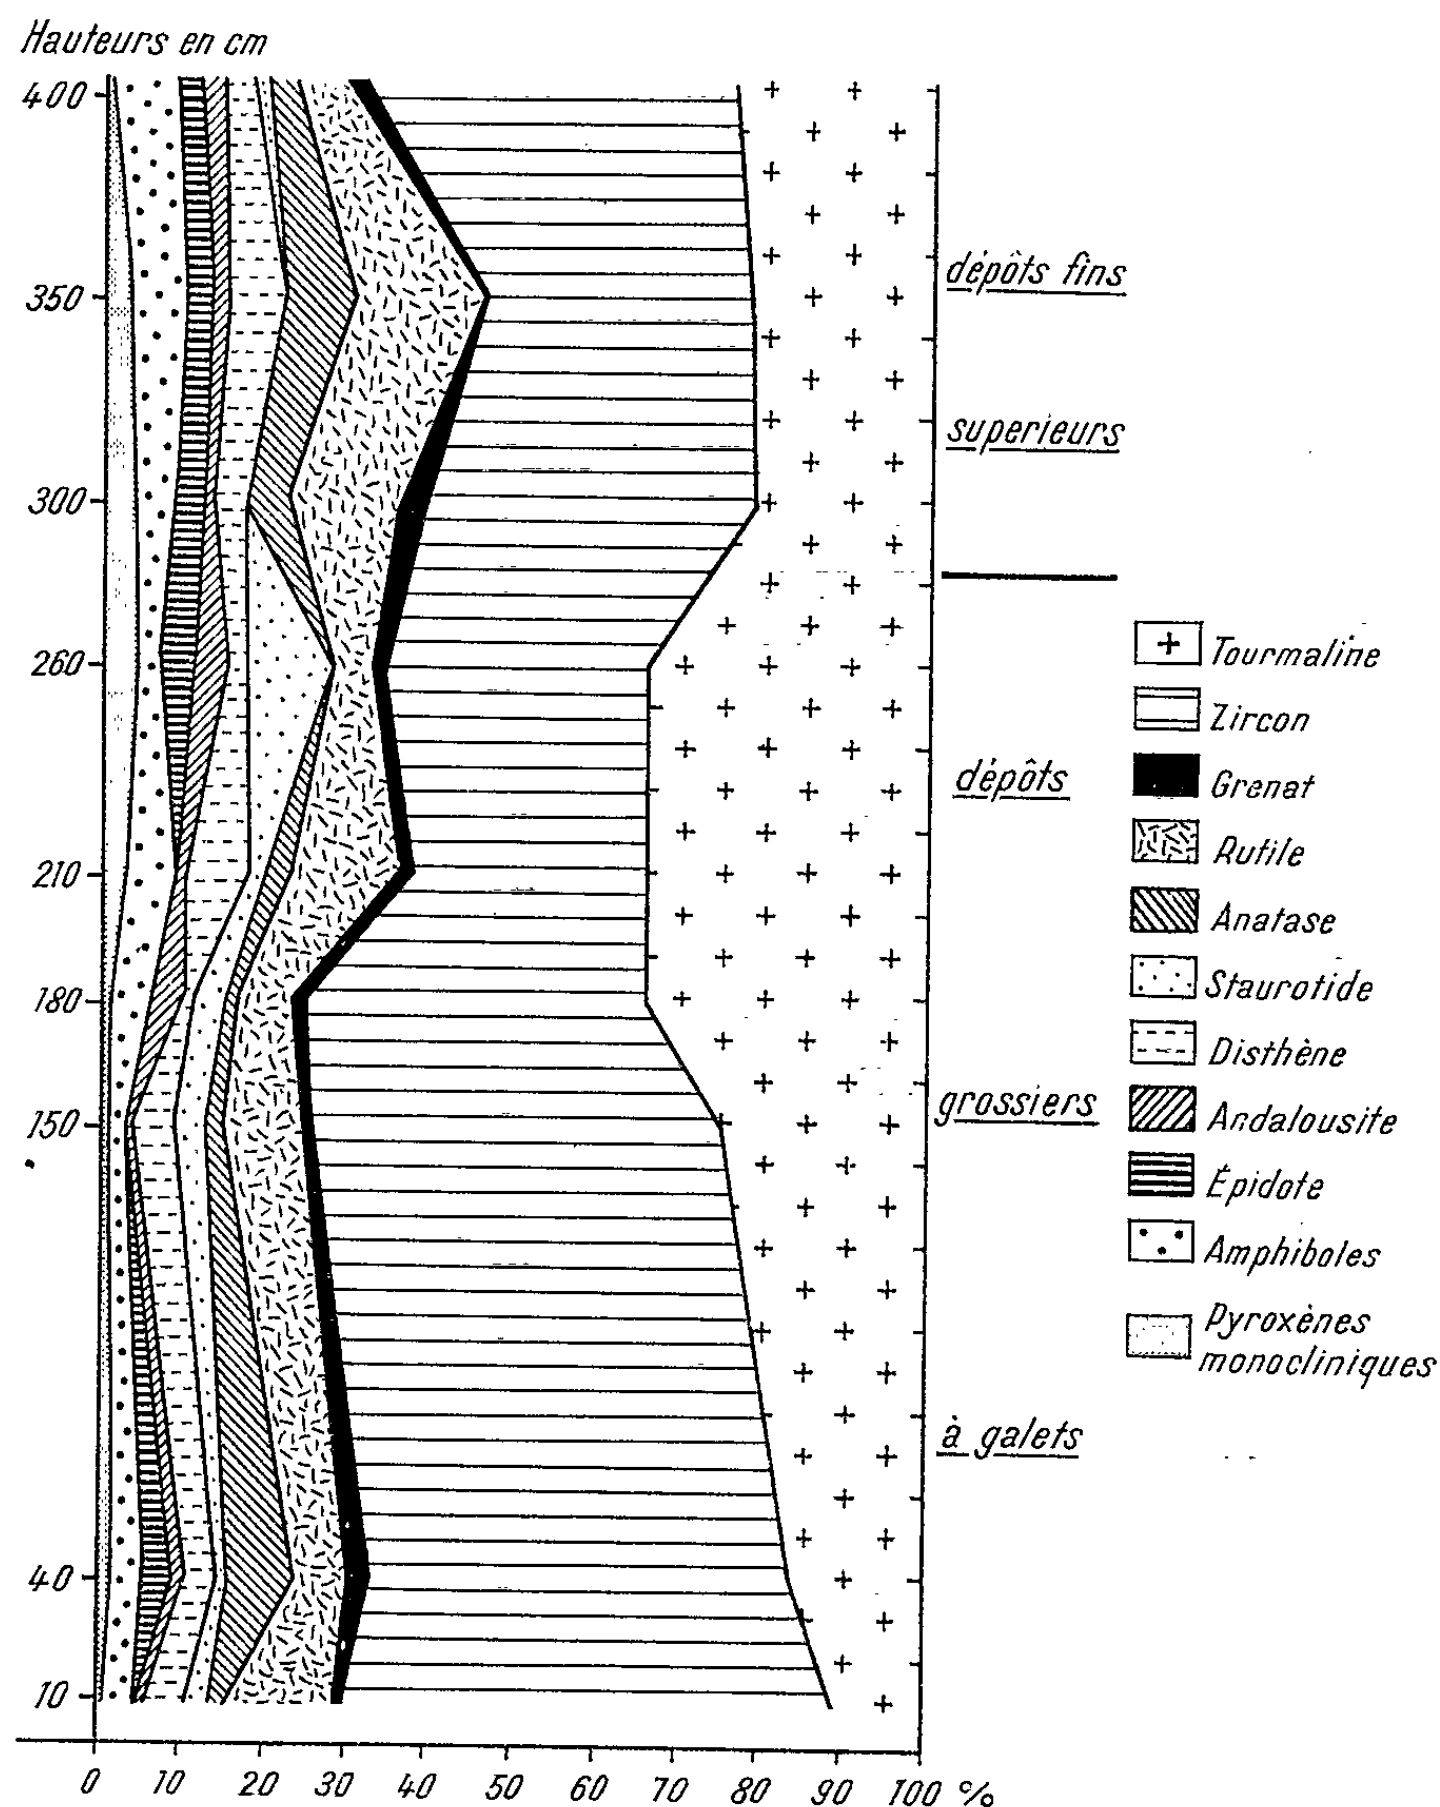 Hauteurs en cm
400
350
300
260
210
180
150
40
10
0 10 20 30 40 50 60 70 80 90 100 %
dépôts fins
superieurs
dépôts
grossiers
à galets
Tourmaline
Zircon
Grenat
Rutile
Anatase
Staurotide
Disthène
Andalousite
Épidote
Amphiboles
Pyroxènes
monocliniques